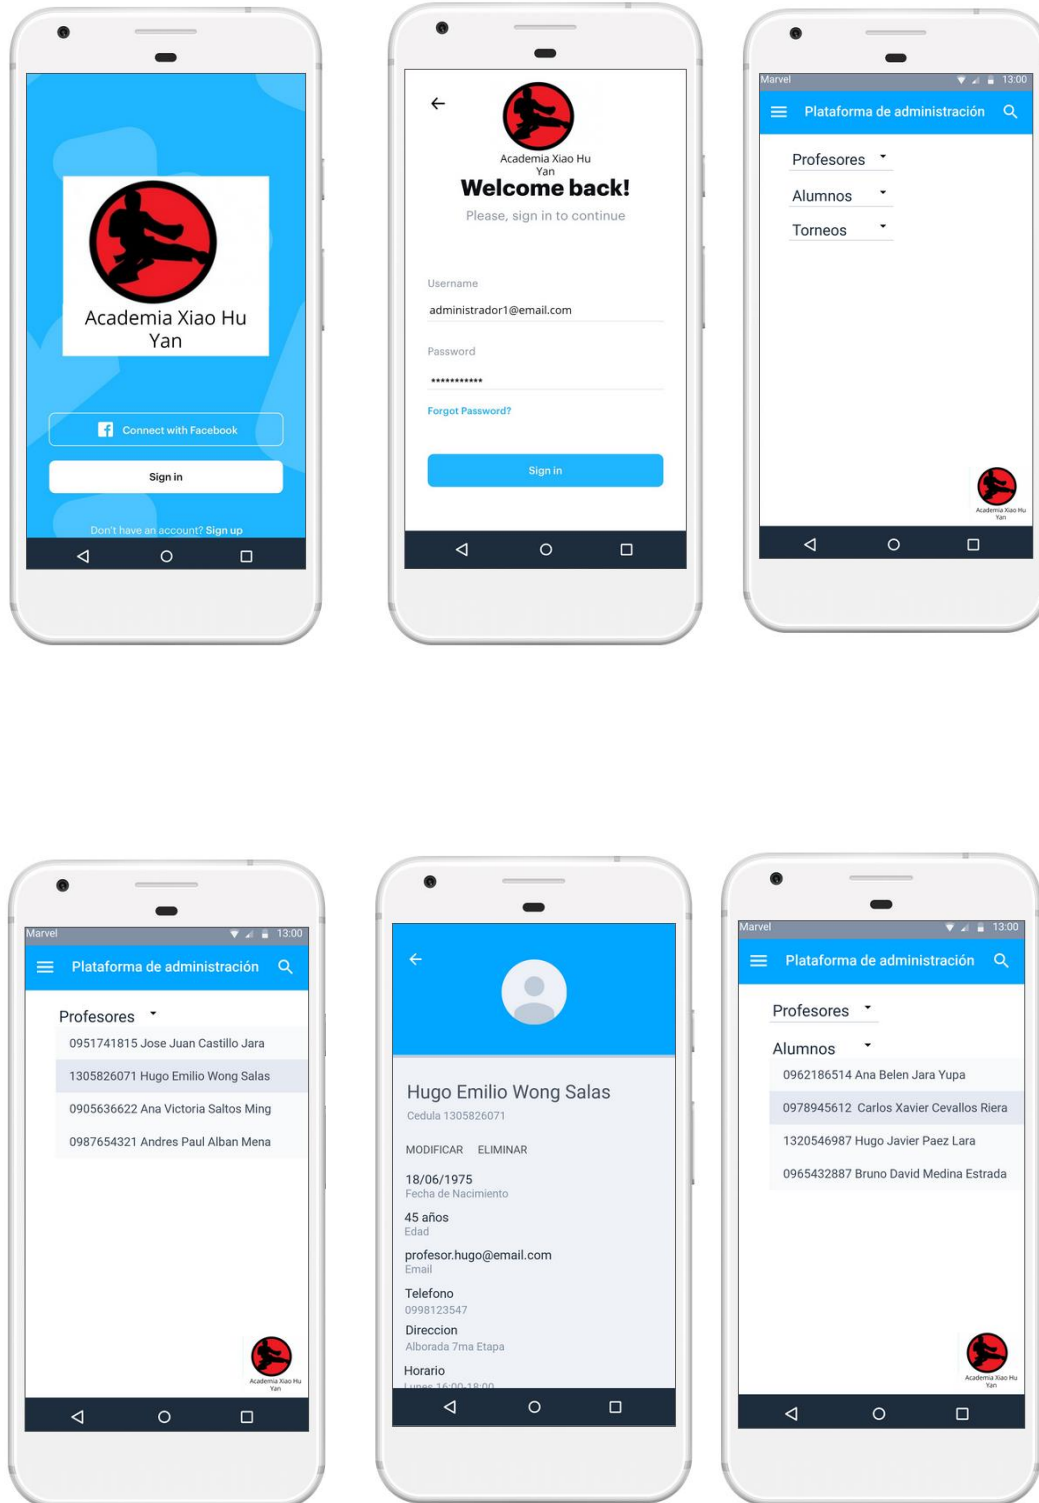 Academia Xiao Hu
Yan
Connect with Facebook
Sign in
Don't have an account? Sign up
Academia Xiao Hu
Yan
Welcome back!
Please, sign in to continue
Username
administrador1@email.com
Password
***********
Forgot Password?
Sign in
Marvel 13:00
Plataforma de administración
Profesores
Alumnos
Torneos
Academia Xiao Hu
Yan
Marvel 13:00
Plataforma de administración
Profesores
0951741815 Jose Juan Castillo Jara
1305826071 Hugo Emilio Wong Salas
0905636622 Ana Victoria Saltos Ming
0987654321 Andres Paul Alban Mena
Academia Xiao Hu
Yan
Hugo Emilio Wong Salas
Cedula 1305826071
MODIFICAR ELIMINAR
18/06/1975
Fecha de Nacimiento
45 años
Edad
profesor.hugo@email.com
Email
Telefono
0998123547
Direccion
Alborada 7ma Etapa
Horario
Lunes 16:00-18:00
Marvel 13:00
Plataforma de administración
Profesores
Alumnos
0962186514 Ana Belen Jara Yupa
0978945612 Carlos Xavier Cevallos Riera
1320546987 Hugo Javier Paez Lara
0965432887 Bruno David Medina Estrada
Academia Xiao Hu
Yan